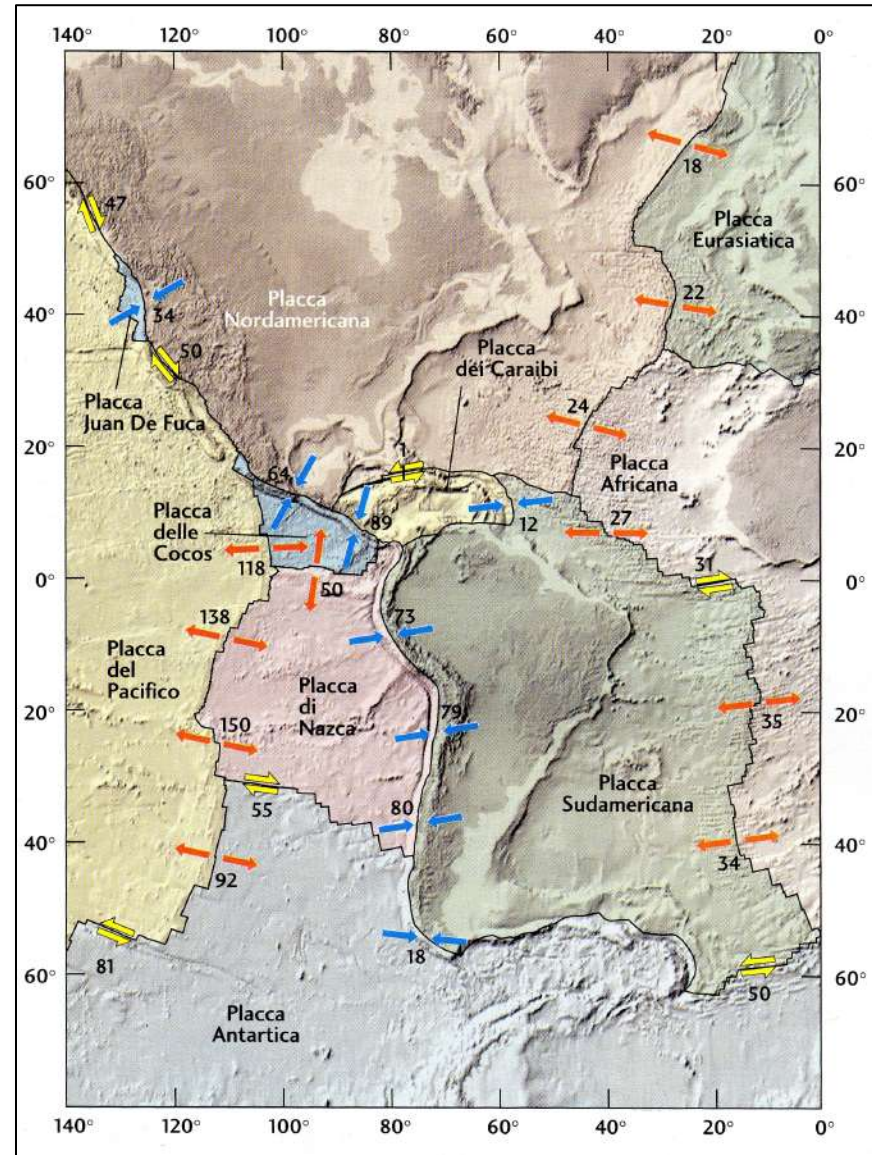 140° 120° 100° 80° 60° 40° 20° 0°
18
60° 60°
47
Placca
Eurasiatica
22
40° 40°
34
Placca
Nordamericana
50
Placca
dei Caraibi
Placca
Juan De Fuca
24
20° 20°
1
64
Placca
Africana
Placca
delle
Cocos
89
12
27
118
31
0° 0°
50
138
73
Placca
del
Pacifico
Placca
di
Nazca
79
35
20° 20°
150
Placca
Sudamericana
55
80
40° 40°
92
34
18
81
60° 60°
50
Placca
Antartica
140° 120° 100° 80° 60° 40° 20° 0°